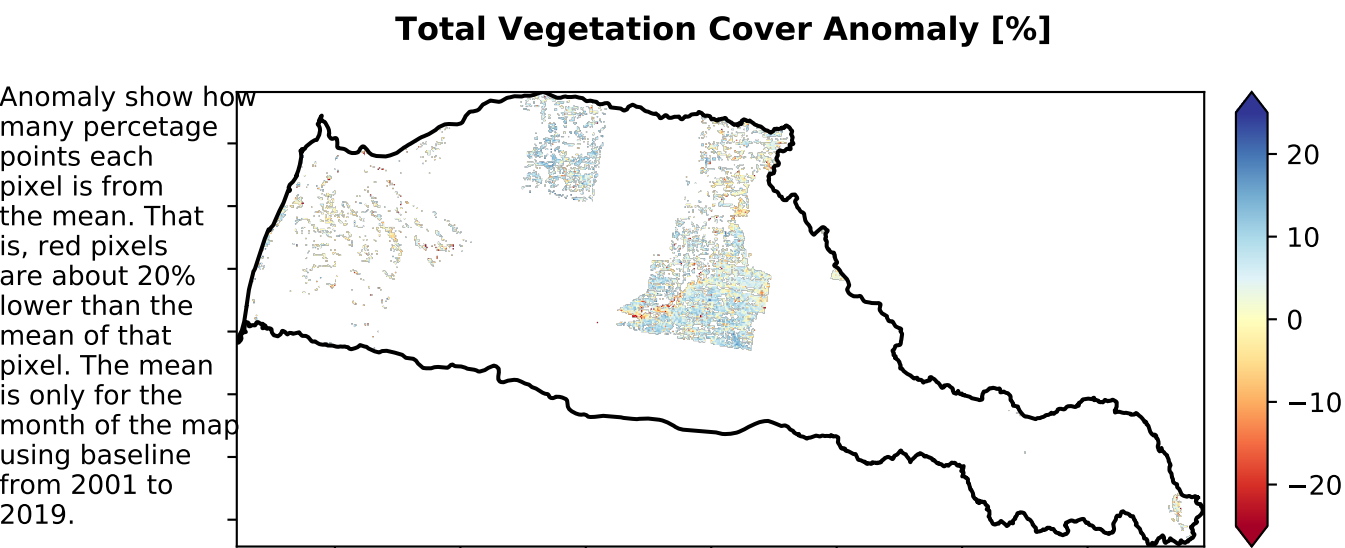 Total Vegetation Cover Anomaly [%]
Anomaly show how
many percetage
points each
pixel is from
the mean. That
is, red pixels
are about 20%
lower than the
mean of that
pixel. The mean
is only for the
month of the map
using baseline
from 2001 to
2019.
20
10
0
−10
−20